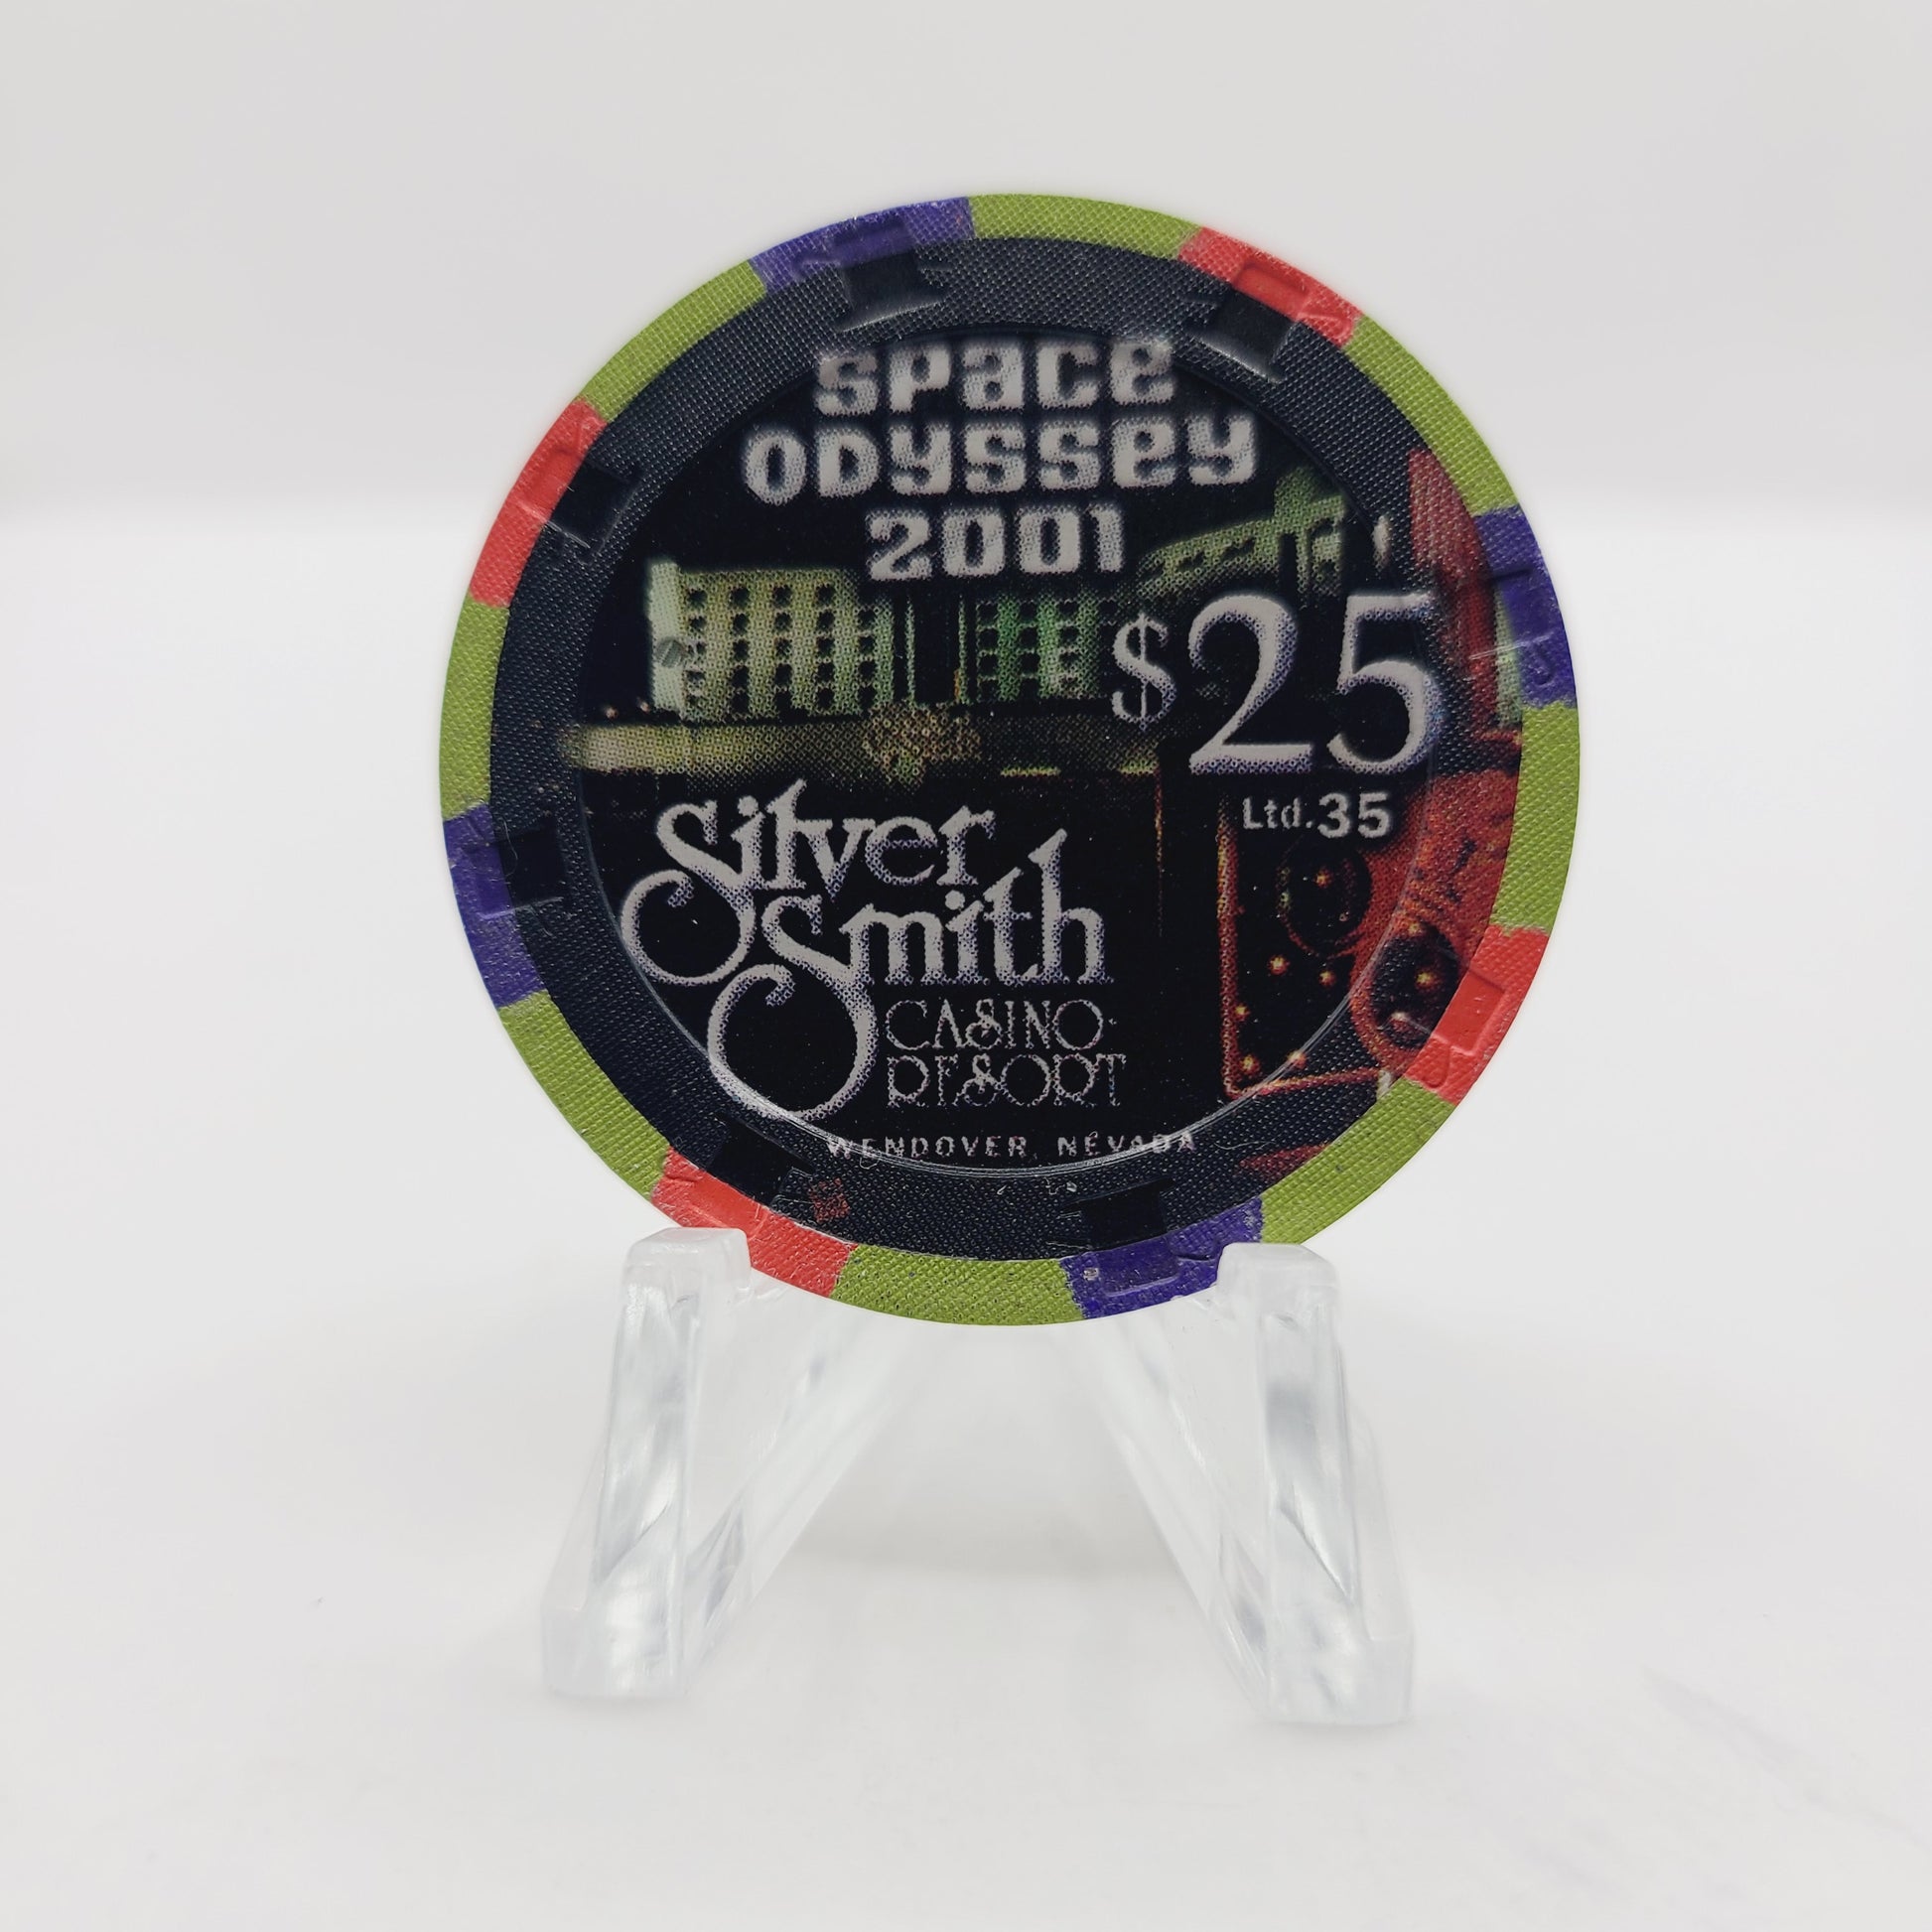 SPace
ODYSSEY
2001
$25
Ltd. 35
Silver
Smith
CASINO
RESORT
WENDOVER, NEVADA